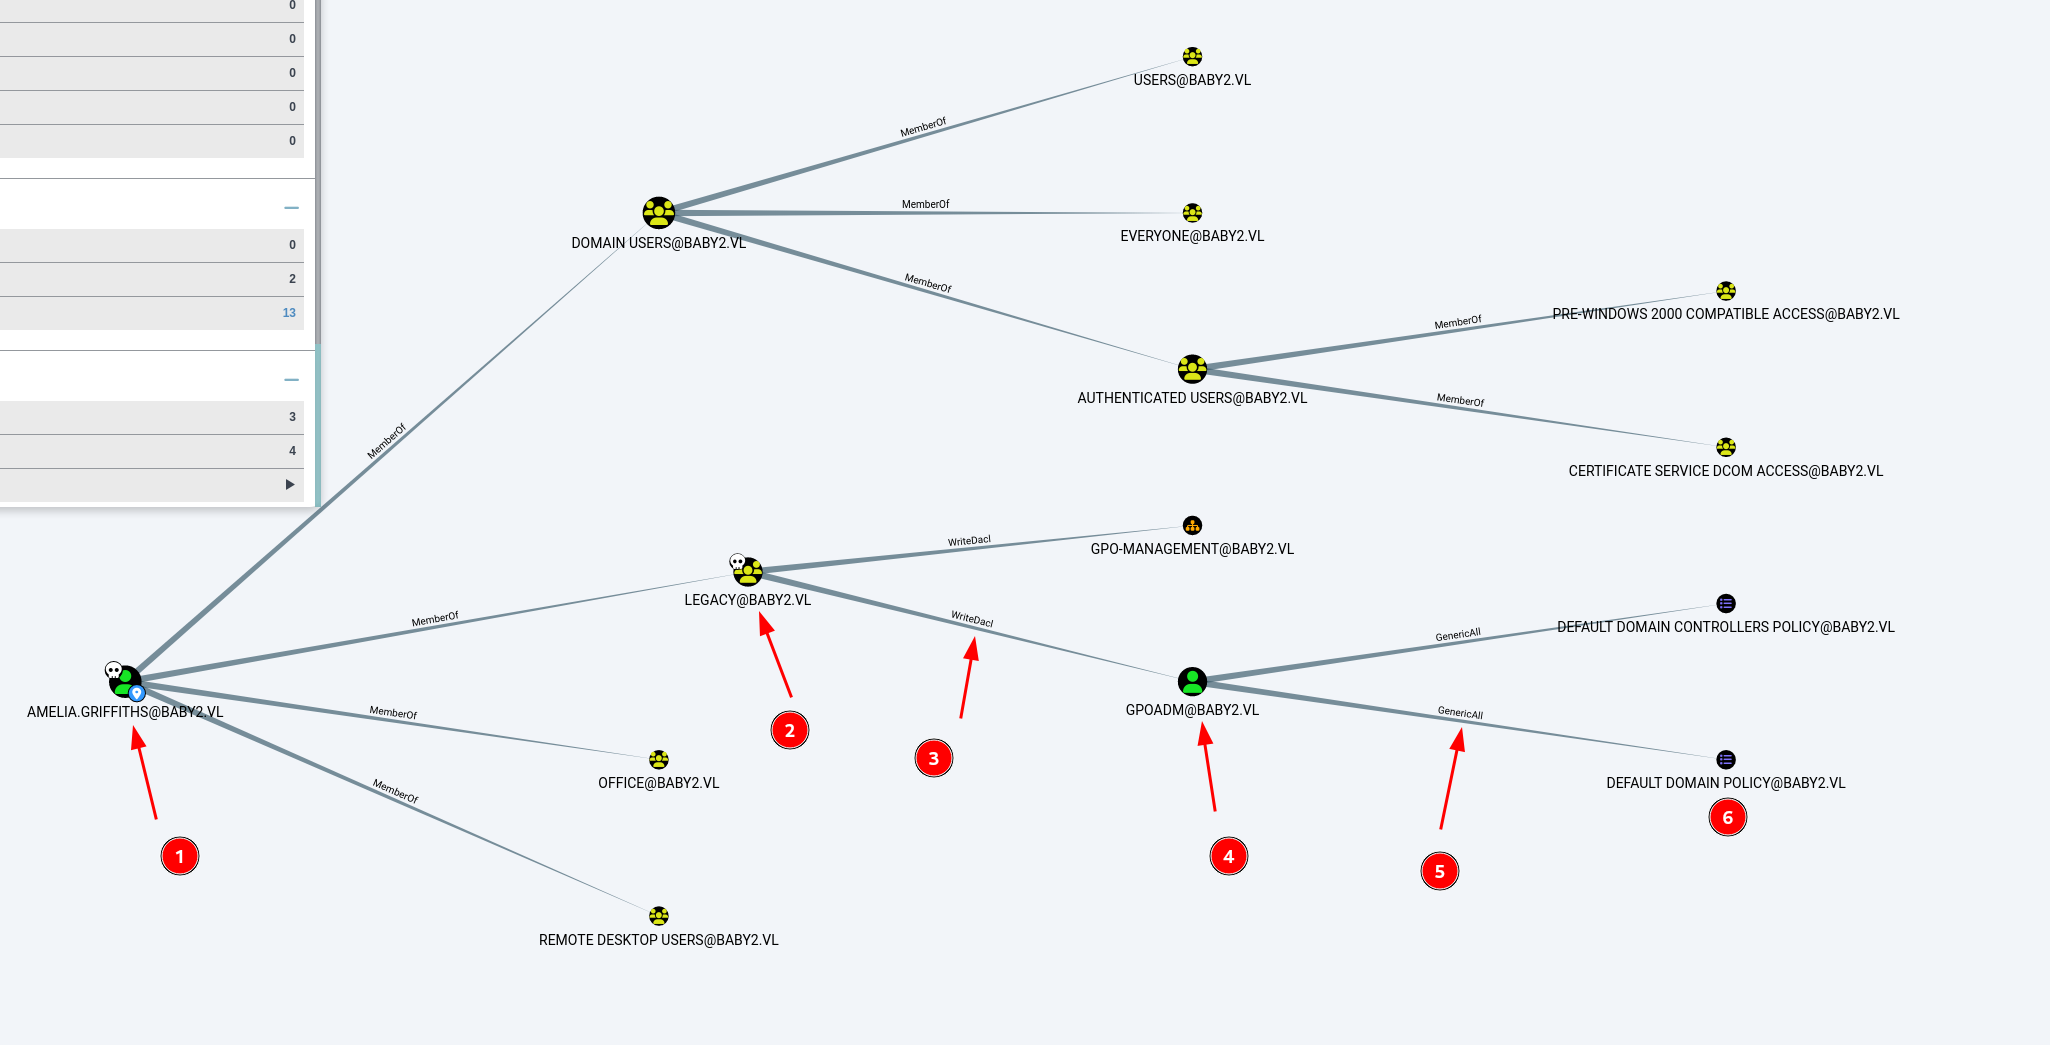 0
0
0
0
0
0
2
13
3
4
USERS@BABY2.VL
MemberOf
MemberOf
DOMAIN USERS@BABY2.VL
EVERYONE@BABY2.VL
MemberOf
PRE-WINDOWS 2000 COMPATIBLE ACCESS@BABY2.VL
MemberOf
AUTHENTICATED USERS@BABY2.VL
MemberOf
MemberOf
CERTIFICATE SERVICE DCOM ACCESS@BABY2.VL
WriteDacl
GPO-MANAGEMENT@BABY2.VL
LEGACY@BABY2.VL
MemberOf
WriteDacl
DEFAULT DOMAIN CONTROLLERS POLICY@BABY2.VL
GenericAll
AMELIA.GRIFFITHS@BABY2.VL
MemberOf
GPOADM@BABY2.VL
GenericAll
2
3
OFFICE@BABY2.VL
MemberOf
DEFAULT DOMAIN POLICY@BABY2.VL
6
1
4
5
REMOTE DESKTOP USERS@BABY2.VL